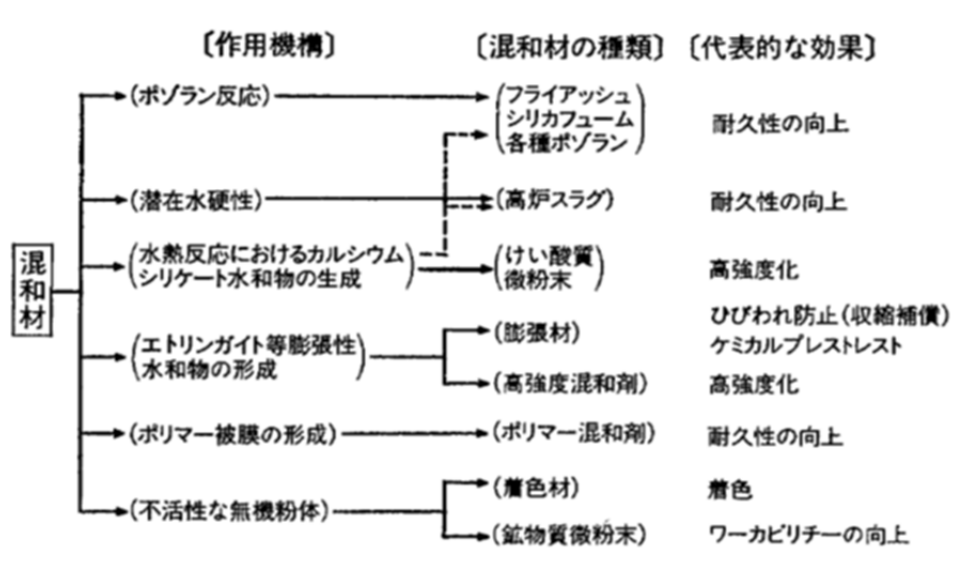 〔作用機構〕 〔混和材の種類〕 〔代表的な効果〕
混和材
(ポゾラン反応) (フライアッシュ
シリカフューム
各種ポゾラン) 耐久性の向上
(潜在水硬性) (高炉スラグ) 耐久性の向上
(水熱反応におけるカルシウム
シリケート水和物の生成) (けい酸質
微粉末)高強度化
(エトリンガイト等膨張性
水和物の形成) (膨張材) ひびわれ防止(収縮補償)
ケミカルプレストレスト
(高強度混和剤)高強度化
(ポリマー被膜の形成) (ポリマー混和剤) 耐久性の向上
(不活性な無機粉体) (着色材) 着色
(鉱物質微粉末) ワーカビリチーの向上